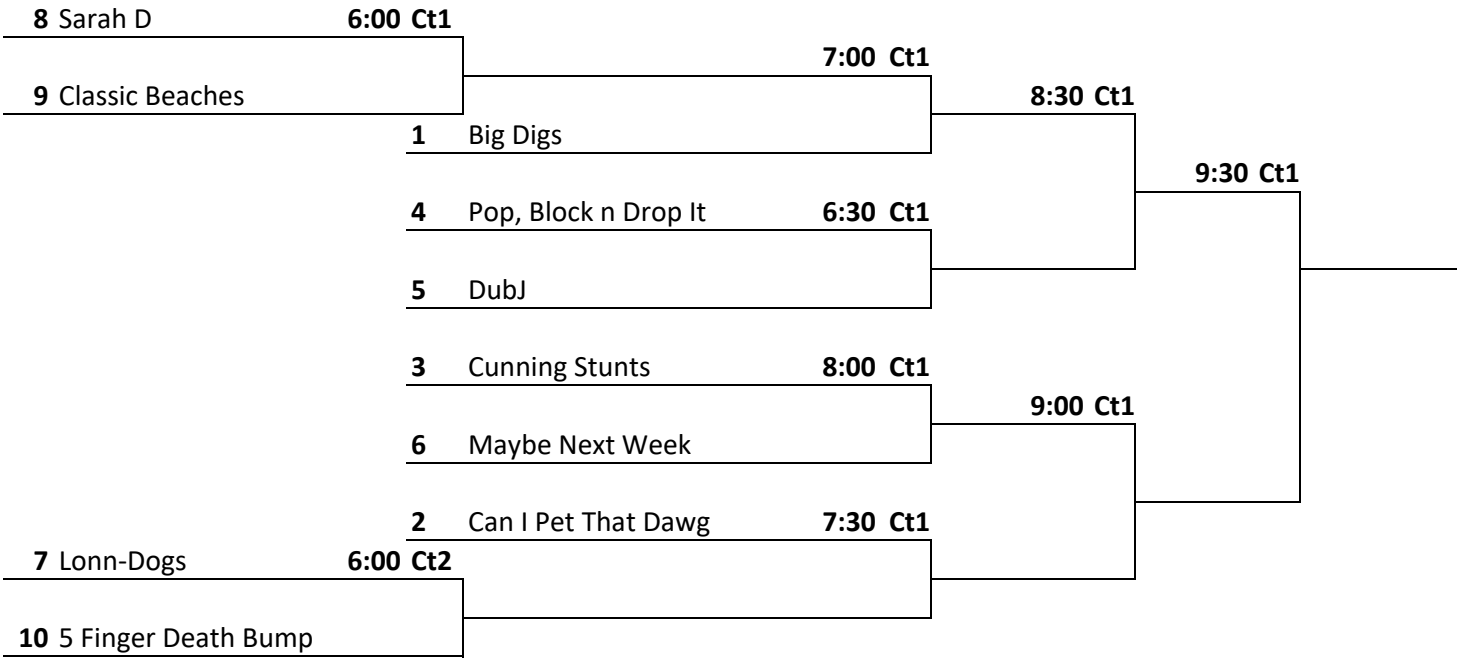 8 Sarah D 6:00 Ct1
7:00 Ct1
9 Classic Beaches 8:30 Ct1
1 Big Digs
9:30 Ct1
4 Pop, Block n Drop It 6:30 Ct1
5 DubJ
3 Cunning Stunts 8:00 Ct1
9:00 Ct1
6 Maybe Next Week
2 Can I Pet That Dawg 7:30 Ct1
7 Lonn-Dogs 6:00 Ct2
10 5 Finger Death Bump